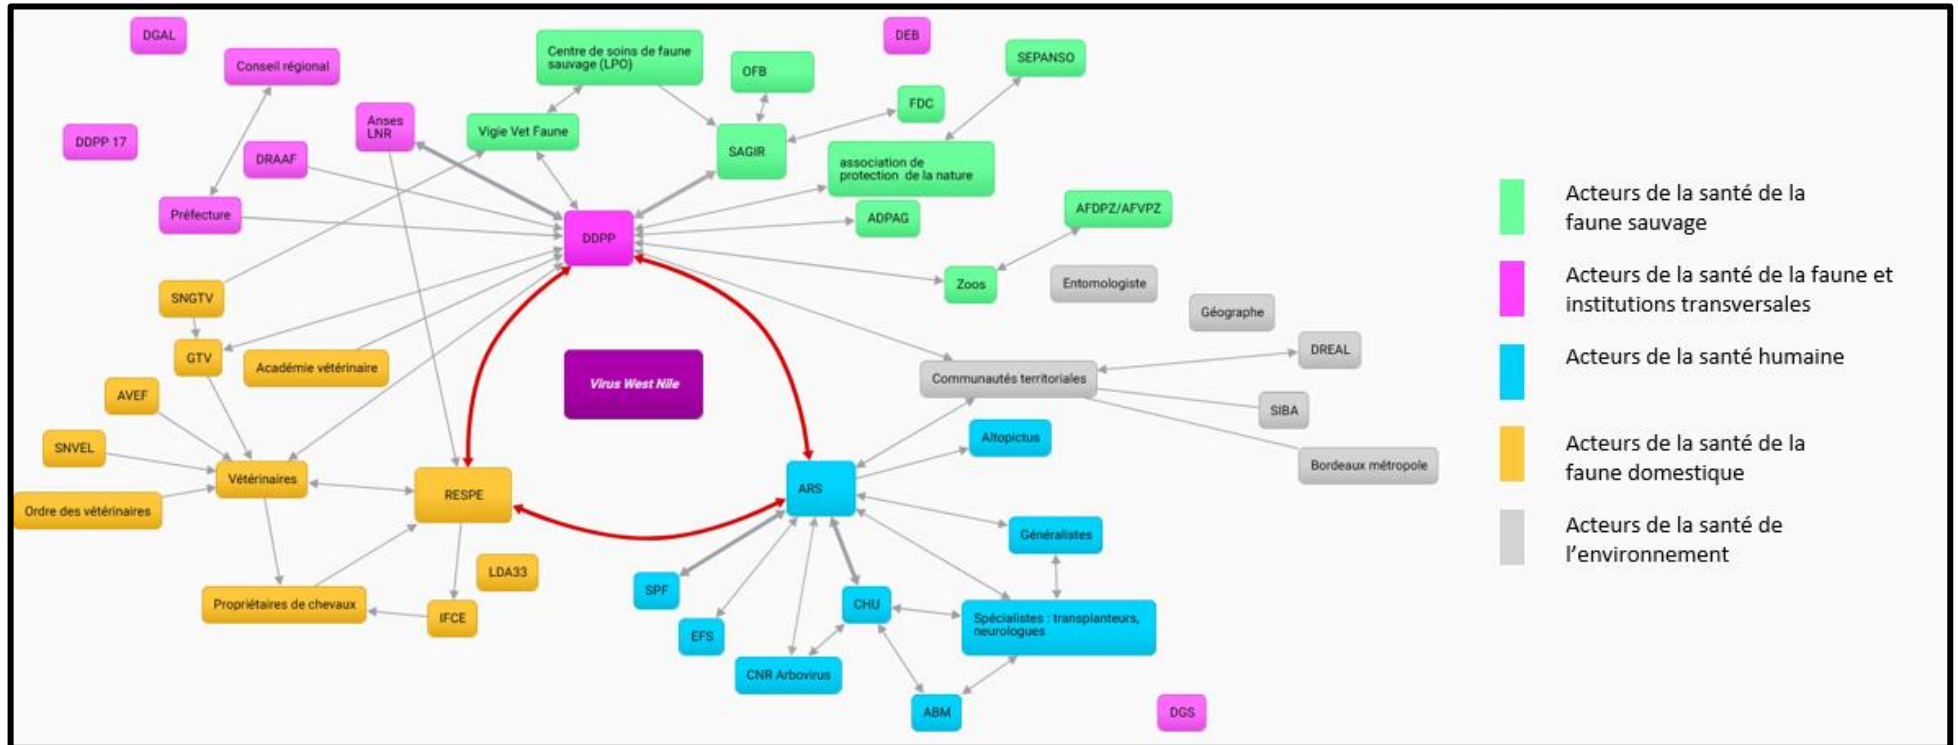 DGAL
DEB
Conseil régional
Centre de soins de faune
sauvage (LPO)
OFB
SEPANSO
FDC
Anses
LNR
Vigie Vet Faune
DDPP 17
DRAAF
SAGIR
association de
protection de la nature
Préfecture
DDPP
ADPAG
AFDPZ/AFVPZ
Zoos
Entomologiste
Géographe
SNGTV
GTV
Académie vétérinaire
Virus West Nile
Communautés territoriales
DREAL
AVEF
SIBA
SNVEL
Altopictus
Bordeaux métropole
Vétérinaires
RESPE
ARS
Ordre des vétérinaires
Généralistes
LDA33
SPF
Propriétaires de chevaux
IFCE
CHU
Spécialistes : transplanteurs,
neurologues
EFS
CNR Arbovirus
ABM
DGS
Acteurs de la santé de la
faune sauvage
Acteurs de la santé de la faune et
institutions transversales
Acteurs de la santé humaine
Acteurs de la santé de la
faune domestique
Acteurs de la santé de
l’environnement